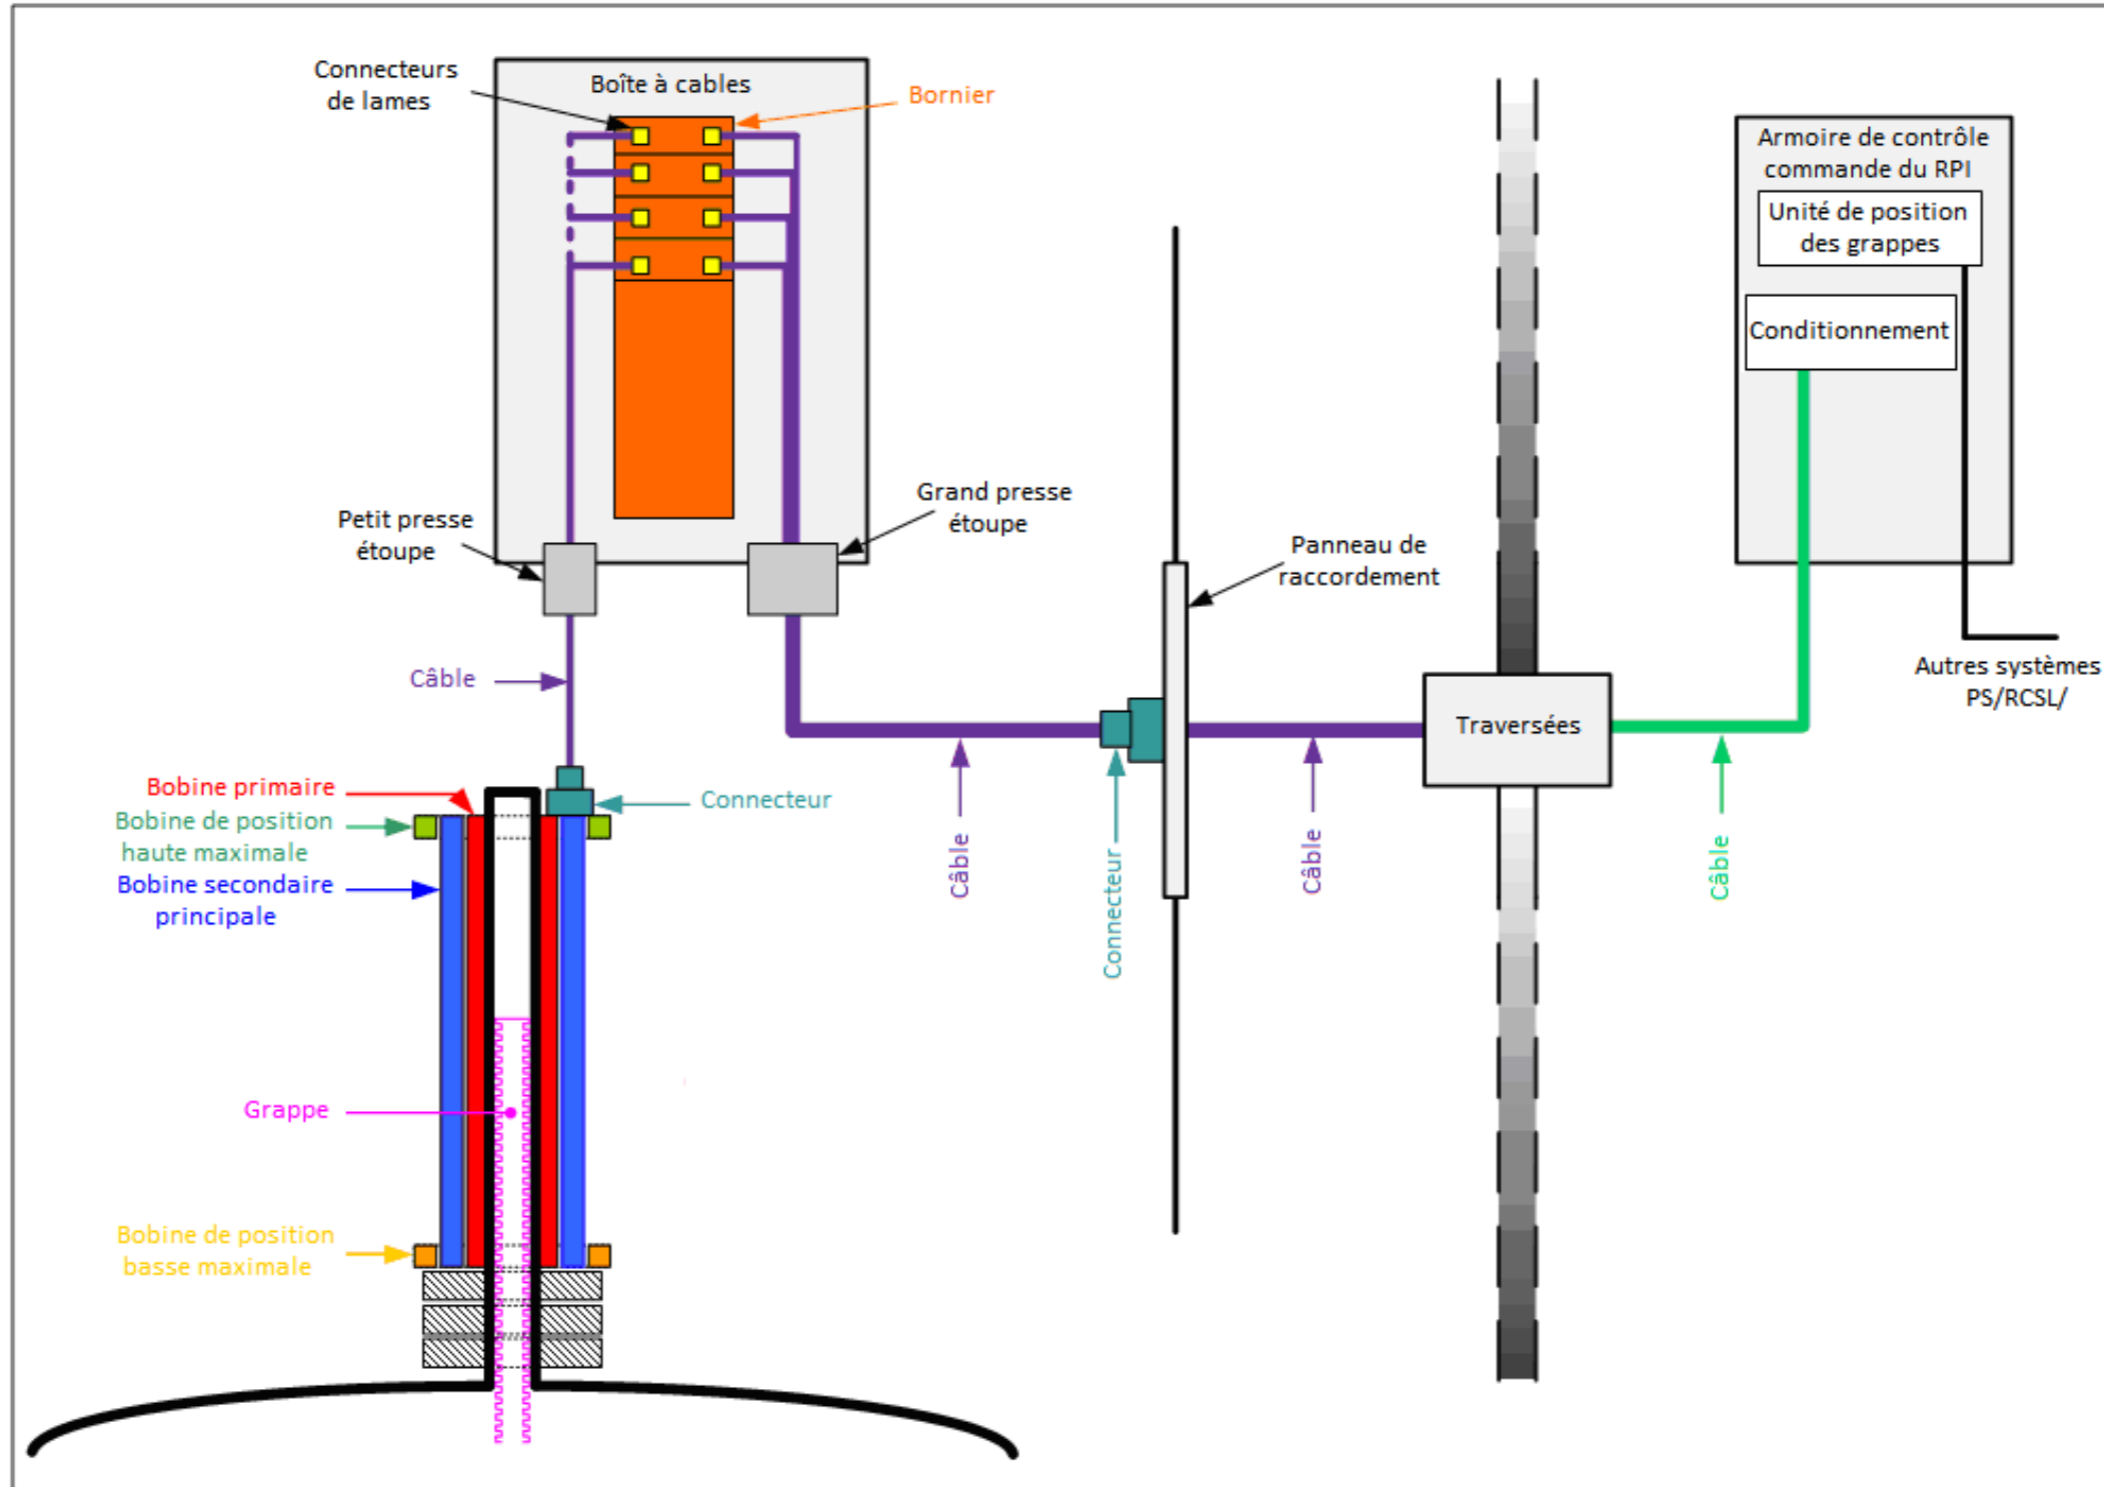 Connecteurs
de lames
Boîte à cables
Bornier
Armoire de contrôle
commande du RPI
Unité de position
des grappes
Conditionnement
Petit presse
étoupe
Grand presse
étoupe
Panneau de
raccordement
Câble
Autres systèmes
PS/RCSL/
Traversées
Bobine primaire
Connecteur
Bobine de position
haute maximale
Bobine secondaire
principale
Câble
Connecteur
Câble
Câble
Grappe
Bobine de position
basse maximale